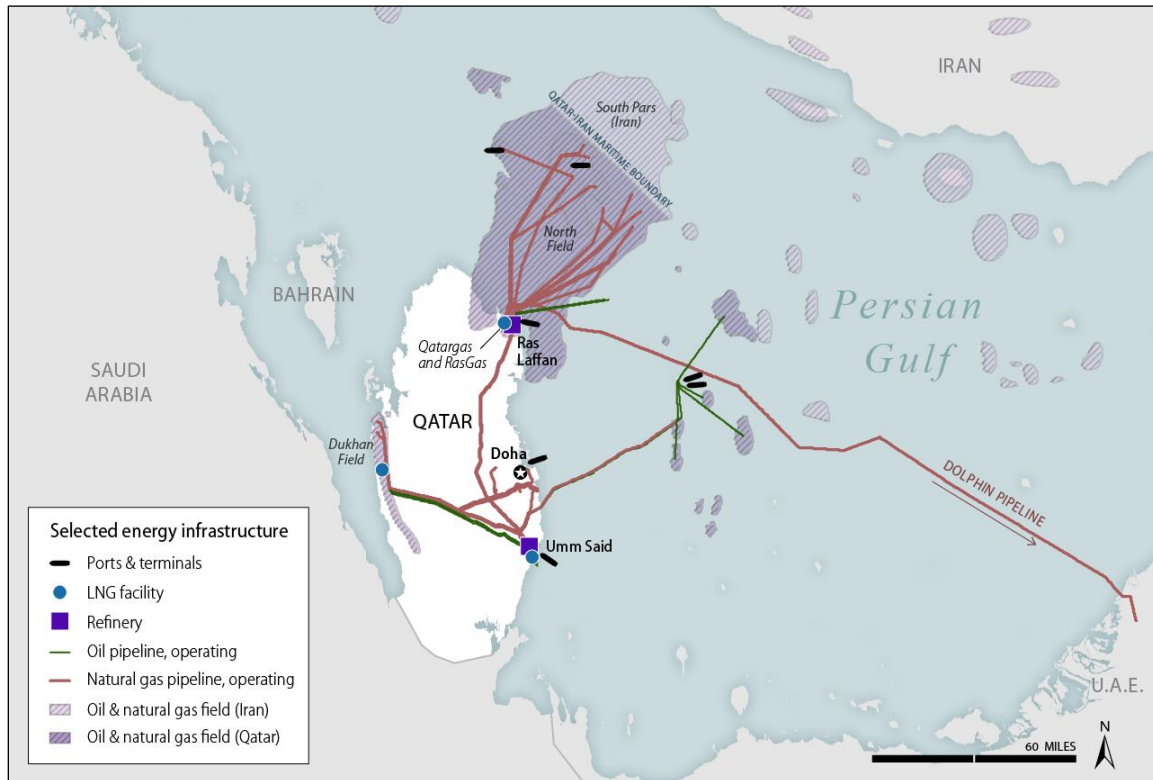 IRAN
South Pars
(Iran)
QATAR-IRAN MARITIME BOUNDARY
North
Field
BAHRAIN
Persian
Gulf
Qatargas
and RasGas
Ras
Laffan
SAUDI
ARABIA
QATAR
Dukhan
Field
Doha
DOLPHIN PIPELINE
Umm Said
U.A.E.
Selected energy infrastructure
Ports & terminals
LNG facility
Refinery
Oil pipeline, operating
Natural gas pipeline, operating
Oil & natural gas field (Iran)
Oil & natural gas field (Qatar)
60 MILES
N